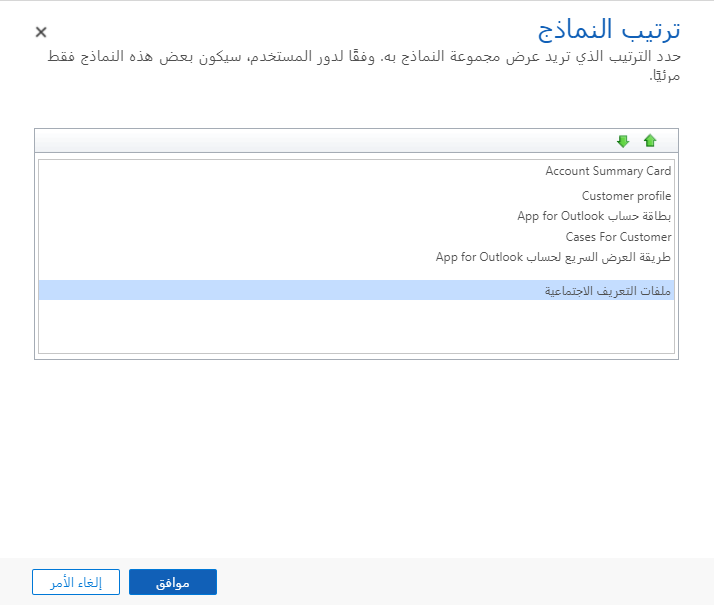 ترتيب النماذج
حدد الترتيب الذي تريد عرض مجموعة النماذج به. وفقًا لدور المستخدم، سيكون بعض هذه النماذج فقط
مرئيًا.
Account Summary Card
Customer profile
بطاقة حساب App for Outlook
Cases For Customer
طريقة العرض السريع لحساب App for Outlook
ملفات التعريف الاجتماعية
موافق
إلغاء الأمر